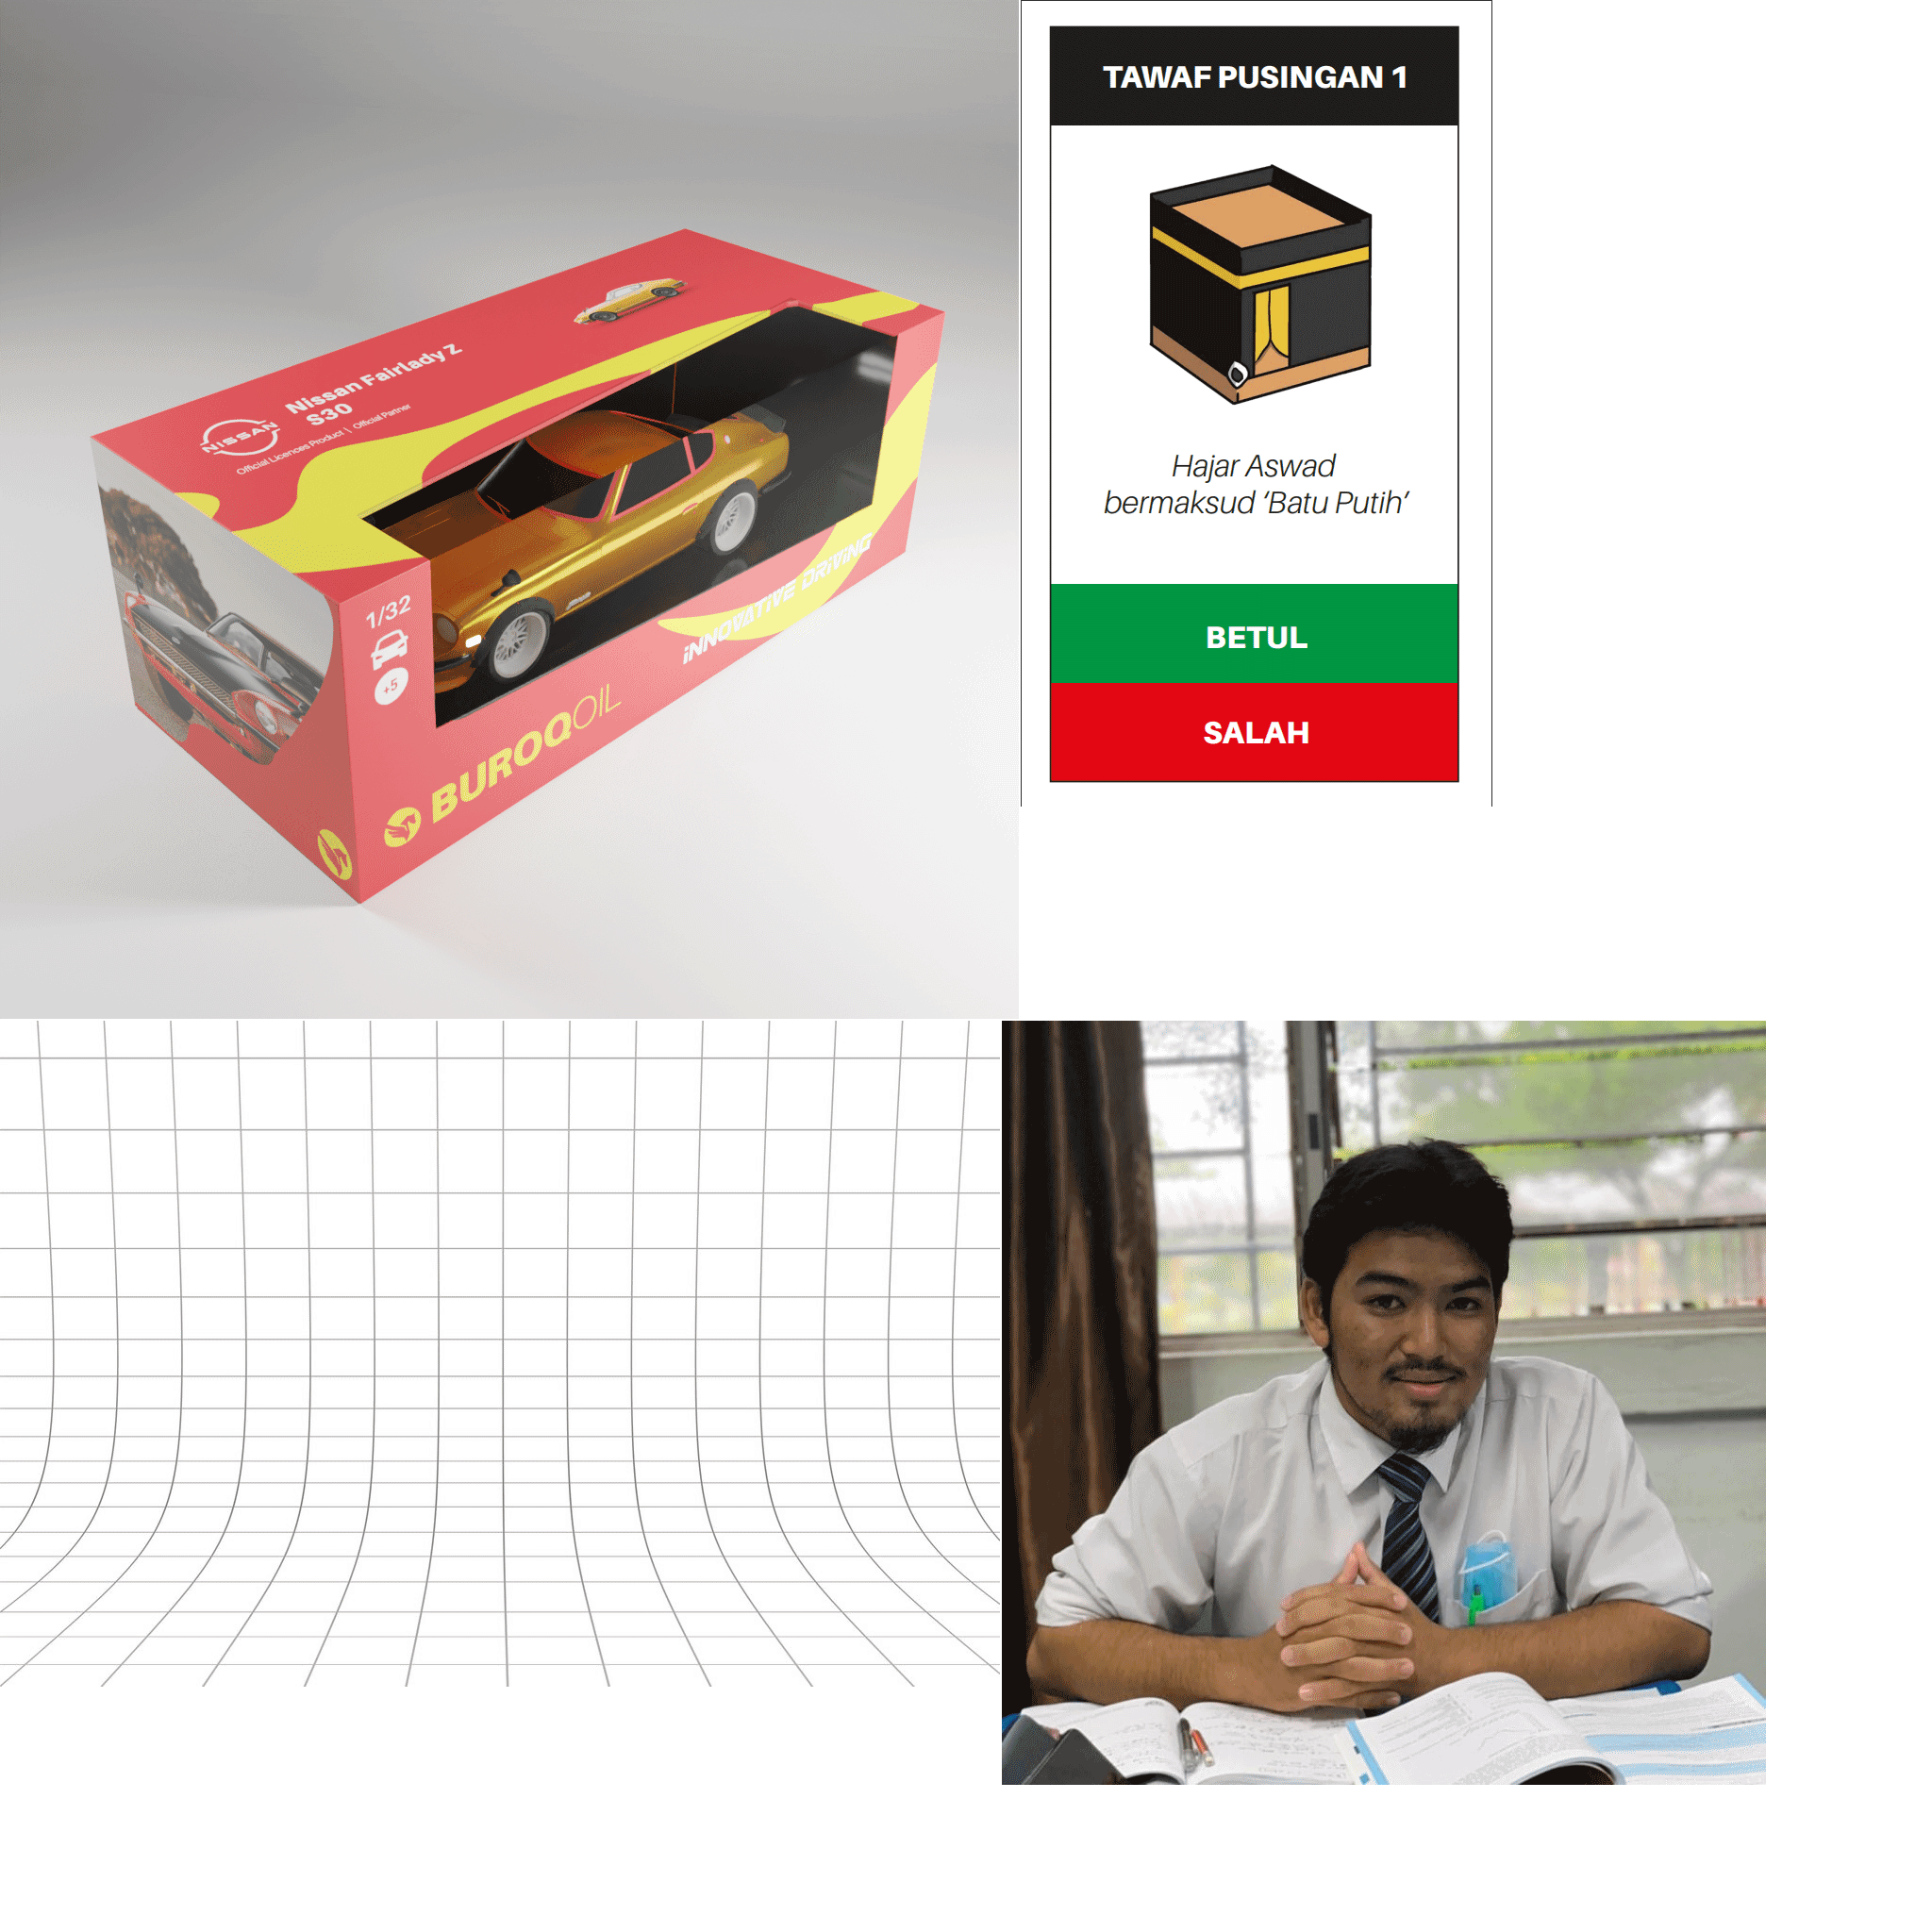 Nissan Fairlady Z
S30
NISSAN
Official Licences Product | Official Partner
1/32
+5
iNNOVATIVE DRiViNG
BUROQOIL
TAWAF PUSINGAN 1
Hajar Aswad
bermaksud ‘Batu Putih’
BETUL
SALAH